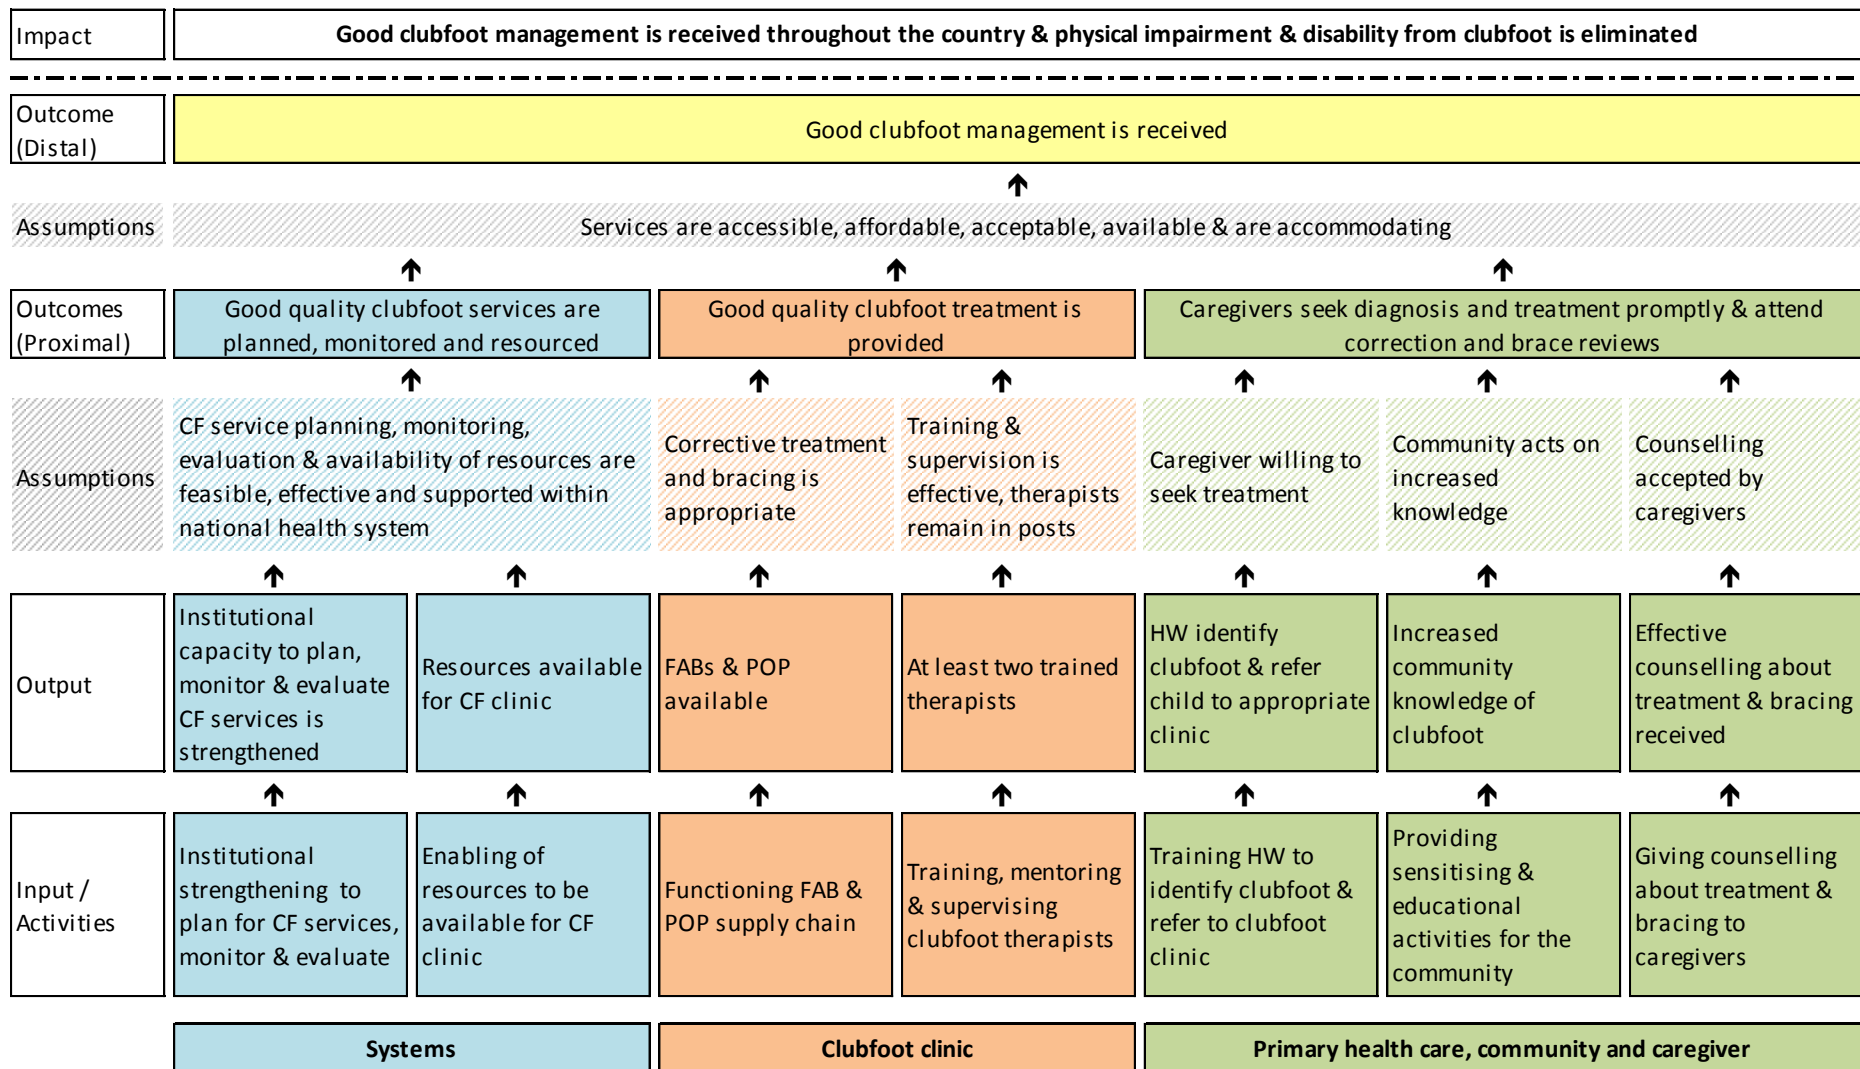 Impact
Good clubfoot management is received throughout the country & physical impairment & disability from clubfoot is eliminated
Outcome
(Distal)
Good clubfoot management is received
Assumptions
Services are accessible, affordable, acceptable, available & are accommodating
Outcomes
(Proximal)
Good quality clubfoot services are
planned, monitored and resourced
Good quality clubfoot treatment is
provided
Caregivers seek diagnosis and treatment promptly & attend
correction and brace reviews
Assumptions
CF service planning, monitoring,
evaluation & availability of resources are
feasible, effective and supported within
national health system
Corrective treatment
and bracing is
appropriate
Training &
supervision is
effective, therapists
remain in posts
Caregiver willing to
seek treatment
Community acts on
increased
knowledge
Counselling
accepted by
caregivers
Output
Institutional
capacity to plan,
monitor & evaluate
CF services is
strengthened
Resources available
for CF clinic
FABs & POP
available
At least two trained
therapists
HW identify
clubfoot & refer
child to appropriate
clinic
Increased
community
knowledge of
clubfoot
Effective
counselling about
treatment & bracing
received
Input /
Activities
Institutional
strengthening to
plan for CF services,
monitor & evaluate
Enabling of
resources to be
available for CF
clinic
Functioning FAB &
POP supply chain
Training, mentoring
& supervising
clubfoot therapists
Training HW to
identify clubfoot &
refer to clubfoot
clinic
Providing
sensitising &
educational
activities for the
community
Giving counselling
about treatment &
bracing to
caregivers
Systems
Clubfoot clinic
Primary health care, community and caregiver